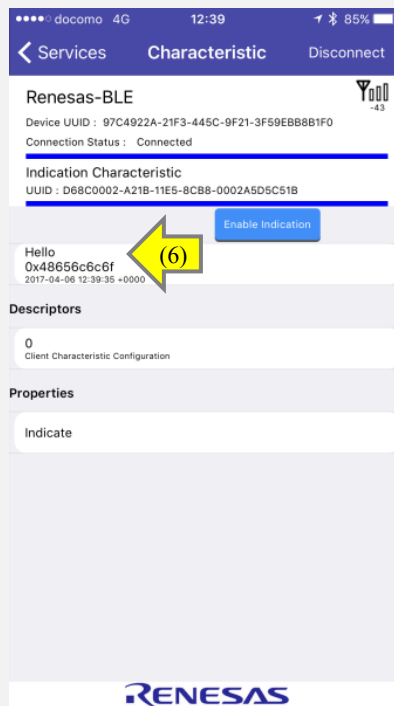 docomo 4G 12:39 85%
Services Characteristic Disconnect
Renesas-BLE
-43
Device UUID : 97C4922A-21F3-445C-9F21-3F59EBB8B1F0
Connection Status : Connected
Indication Characteristic
UUID : D68C0002-A21B-11E5-8CB8-0002A5D5C51B
Enable Indication
Hello
0x48656c6c6f
(6)
2017-04-06 12:39:35 +0000
Descriptors
0
Client Characteristic Configuration
Properties
Indicate
RENESAS